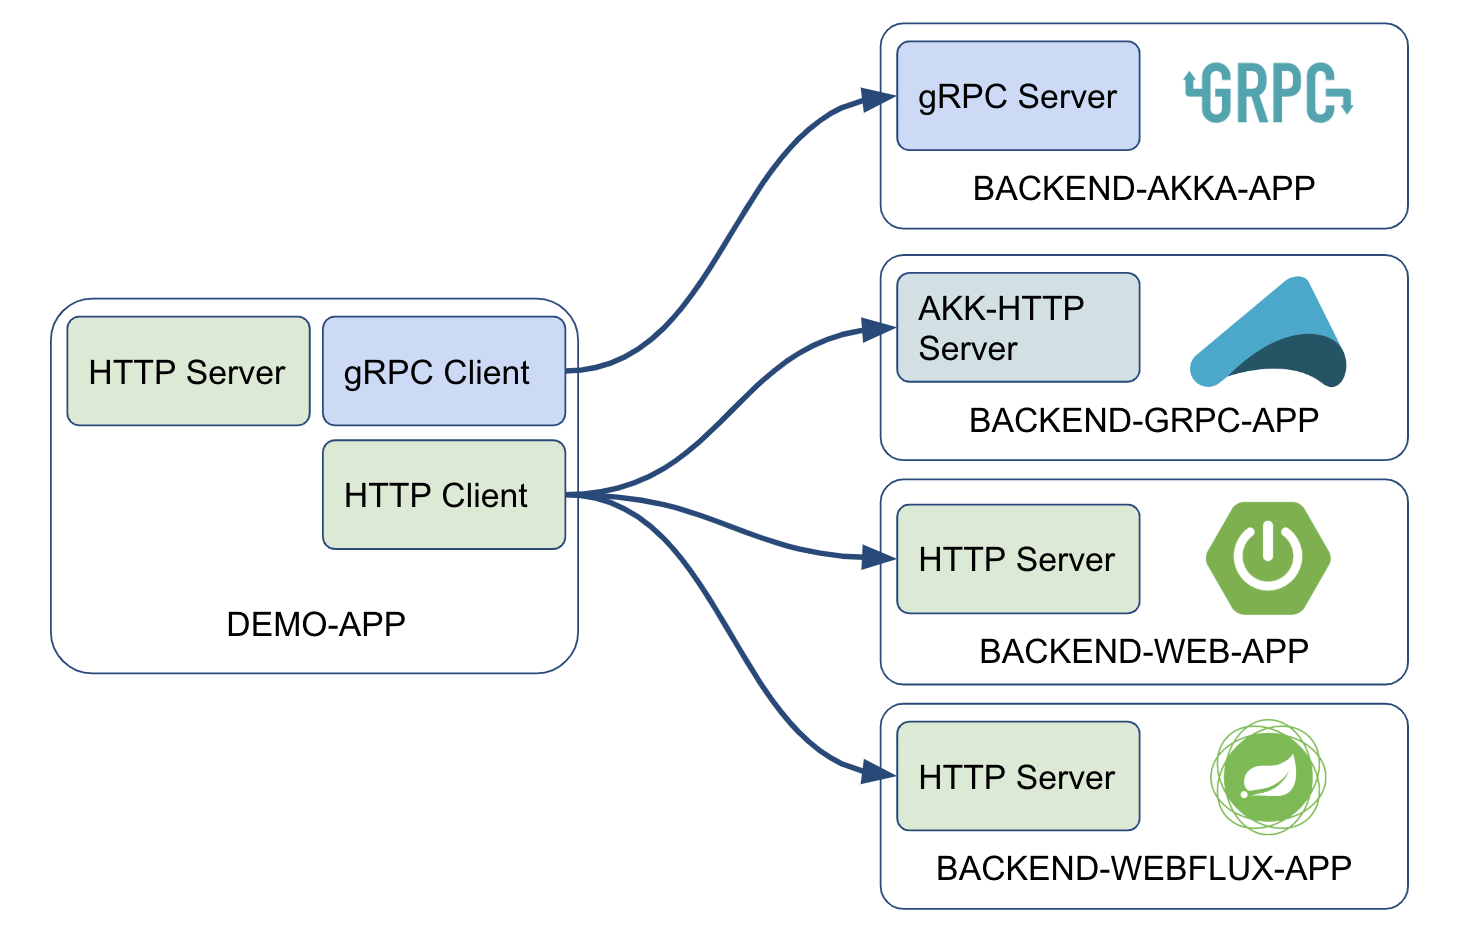 HTTP Server
gRPC Client
HTTP Client
DEMO-APP
gRPC Server
GRPC
BACKEND-AKKA-APP
AKK-HTTP
Server
BACKEND-GRPC-APP
HTTP Server
BACKEND-WEB-APP
HTTP Server
BACKEND-WEBFLUX-APP